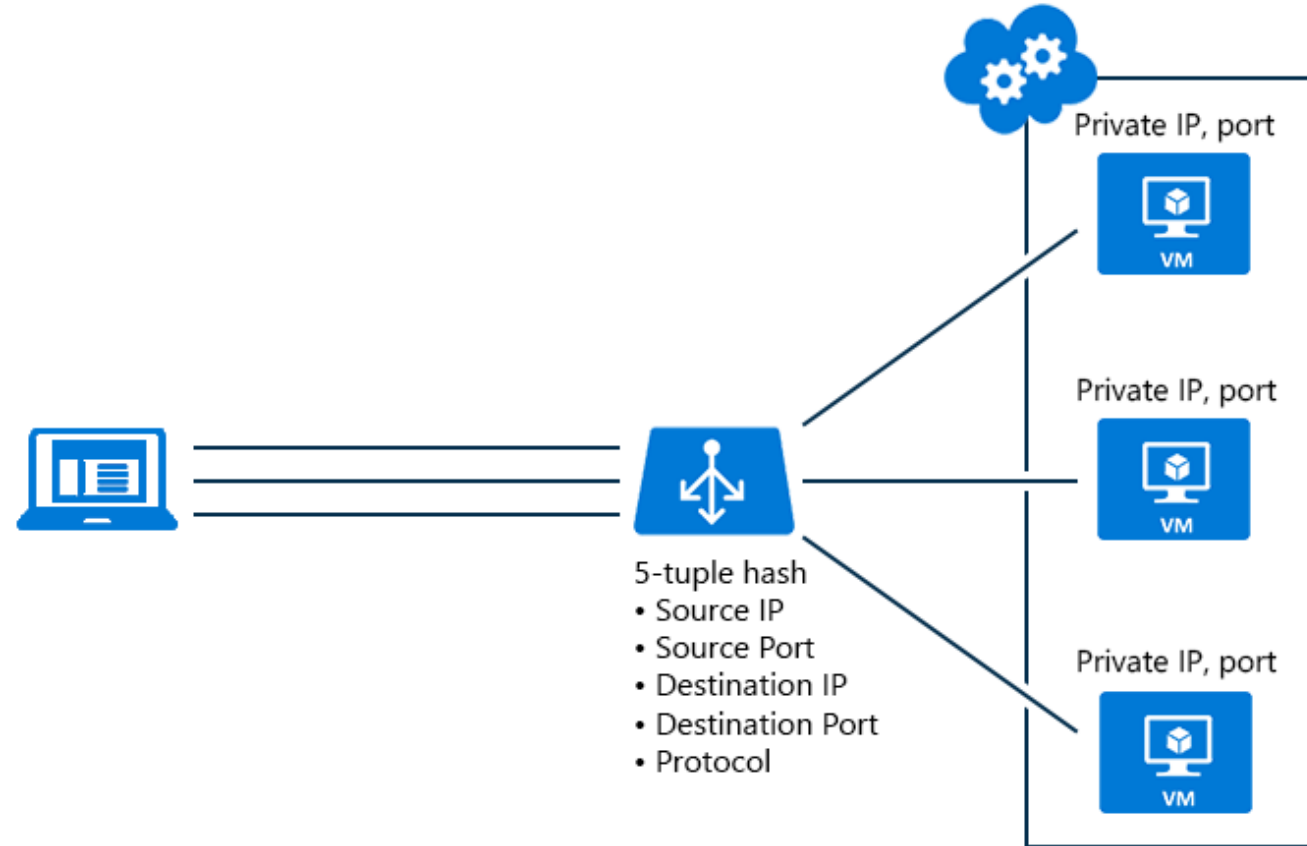 Private IP, port
VM
Private IP, port
VM
5-tuple hash
• Source IP
• Source Port
• Destination IP
• Destination Port
• Protocol
Private IP, port
VM